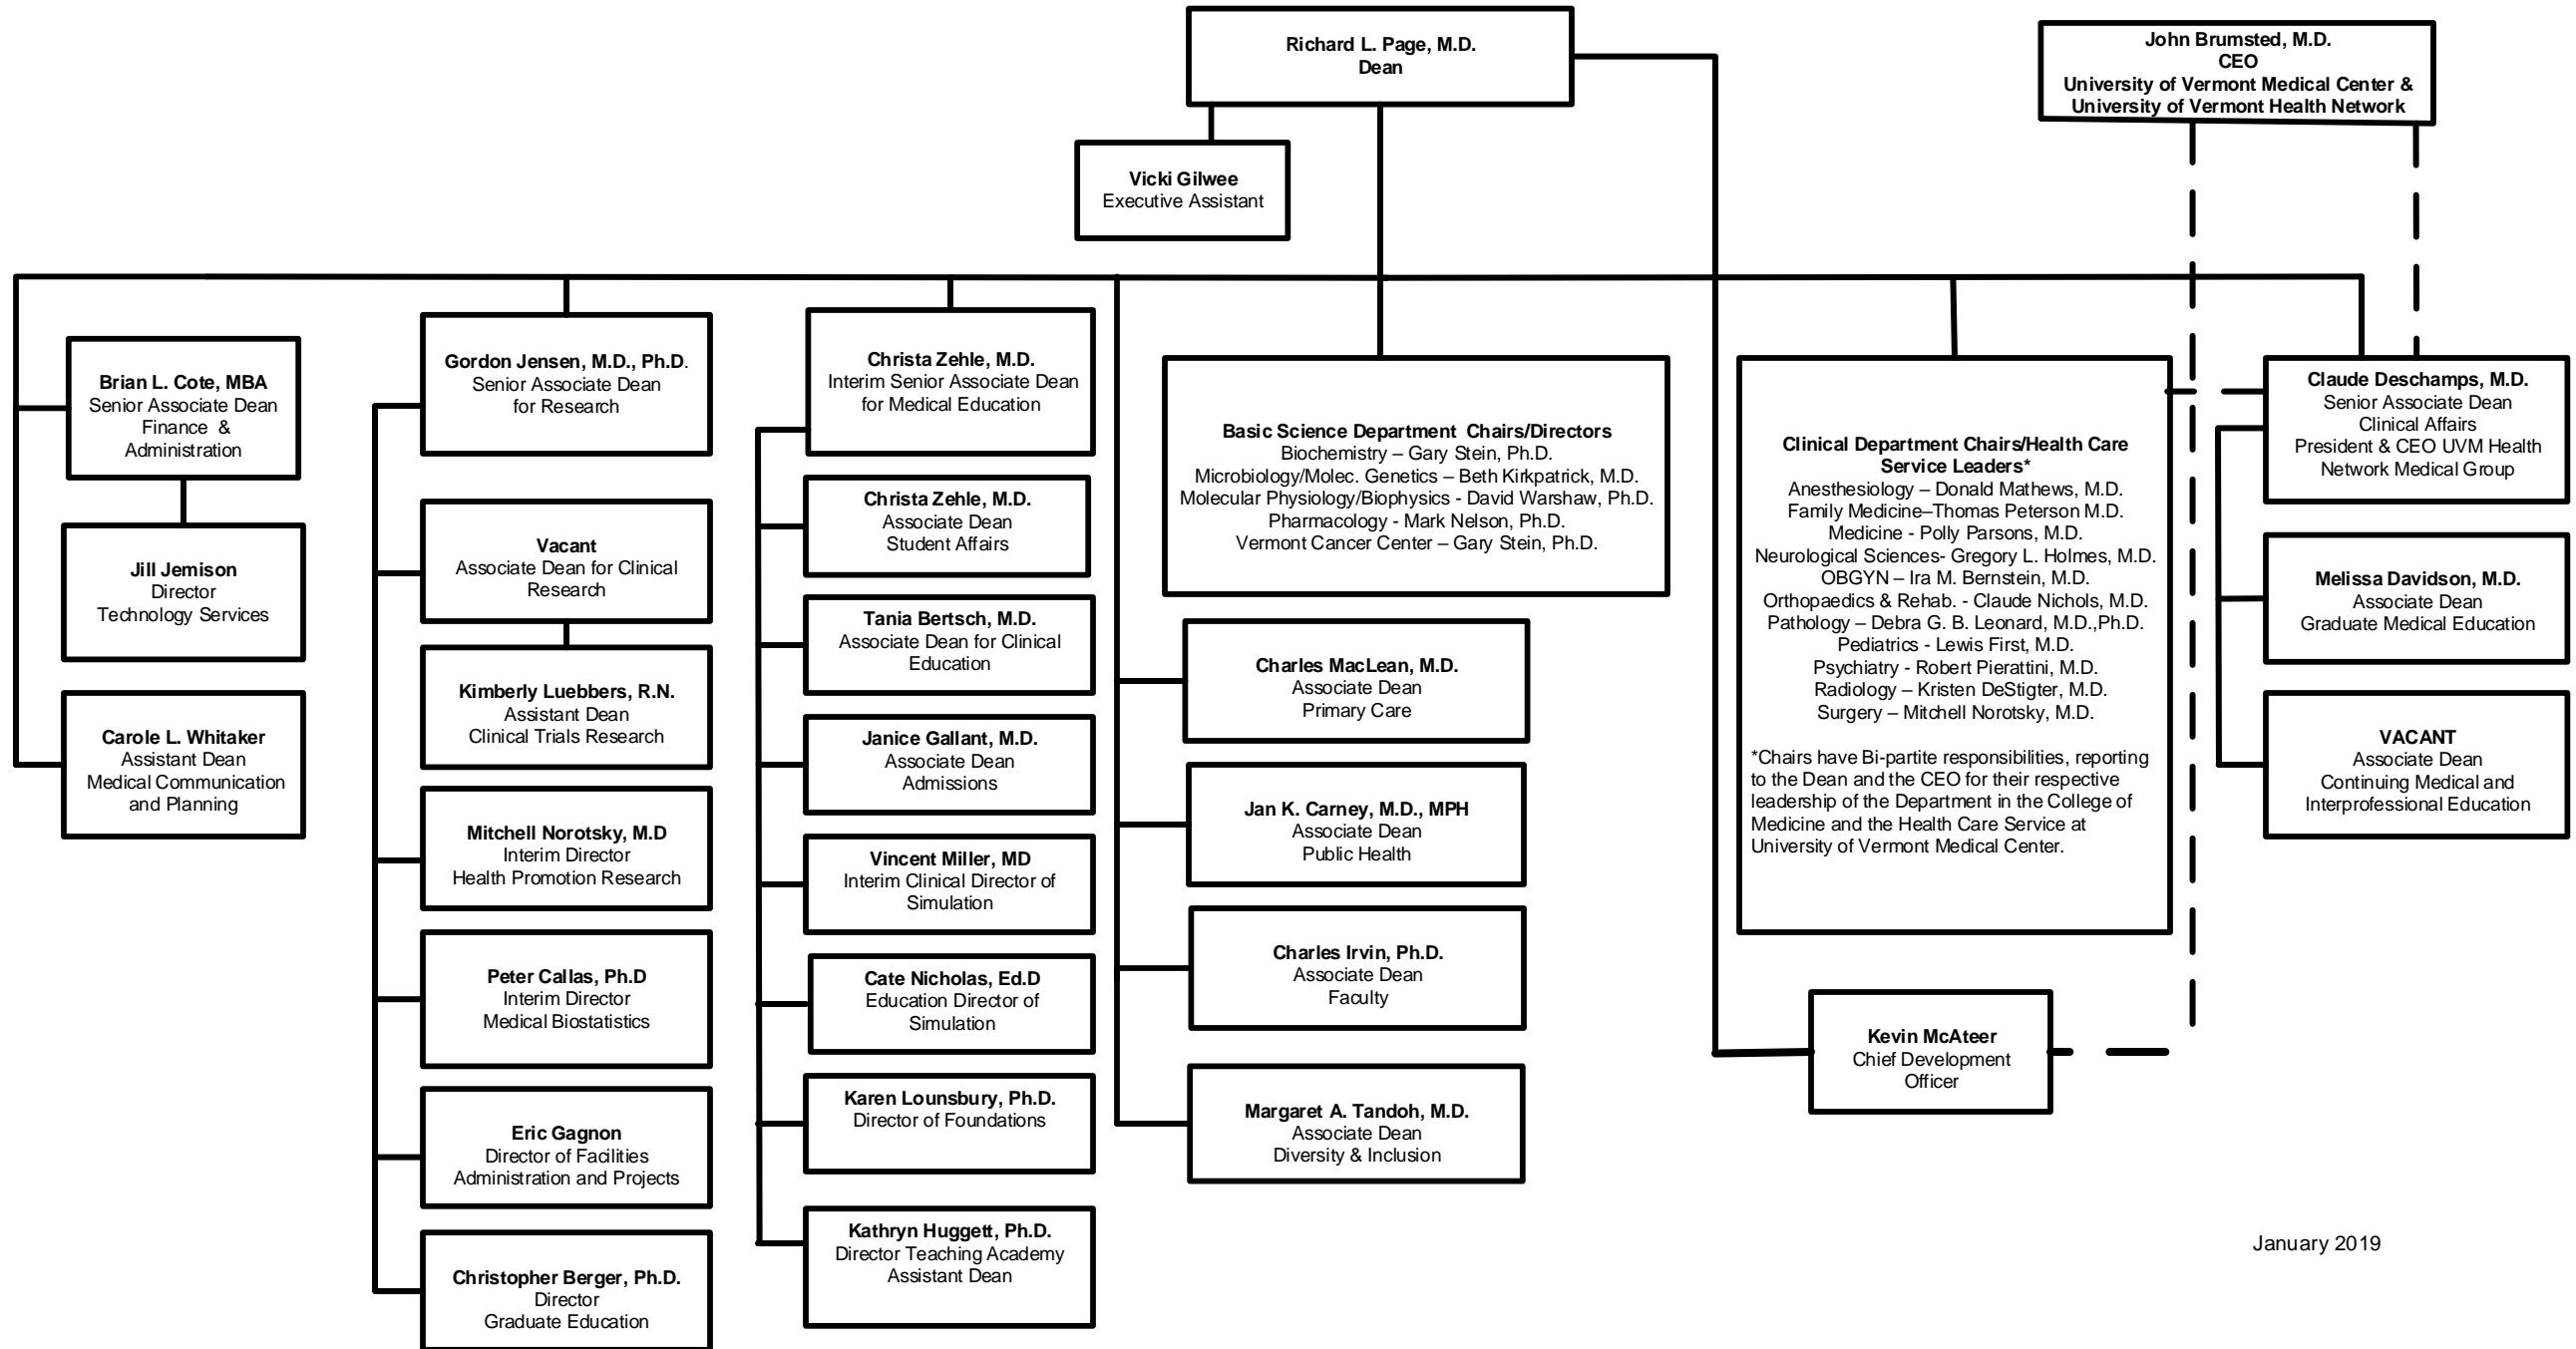 Richard L. Page, M.D.
Dean
John Brumsted, M.D.
CEO
University of Vermont Medical Center &
University of Vermont Health Network
Vicki Gilwee
Executive Assistant
Brian L. Cote, MBA
Senior Associate Dean
Finance &
Administration
Jill Jemison
Director
Technology Services
Carole L. Whitaker
Assistant Dean
Medical Communication
and Planning
Gordon Jensen, M.D., Ph.D.
Senior Associate Dean
for Research
Vacant
Associate Dean for Clinical
Research
Kimberly Luebbers, R.N.
Assistant Dean
Clinical Trials Research
Mitchell Norotsky, M.D
Interim Director
Health Promotion Research
Peter Callas, Ph.D
Interim Director
Medical Biostatistics
Eric Gagnon
Director of Facilities
Administration and Projects
Christopher Berger, Ph.D.
Director
Graduate Education
Christa Zehle, M.D.
Interim Senior Associate Dean
for Medical Education
Christa Zehle, M.D.
Associate Dean
Student Affairs
Tania Bertsch, M.D.
Associate Dean for Clinical
Education
Janice Gallant, M.D.
Associate Dean
Admissions
Vincent Miller, MD
Interim Clinical Director of
Simulation
Cate Nicholas, Ed.D
Education Director of
Simulation
Karen Lounsbury, Ph.D.
Director of Foundations
Kathryn Huggett, Ph.D.
Director Teaching Academy
Assistant Dean
Basic Science Department Chairs/Directors
Biochemistry – Gary Stein, Ph.D.
Microbiology/Molec. Genetics – Beth Kirkpatrick, M.D.
Molecular Physiology/Biophysics - David Warshaw, Ph.D.
Pharmacology - Mark Nelson, Ph.D.
Vermont Cancer Center – Gary Stein, Ph.D.
Charles MacLean, M.D.
Associate Dean
Primary Care
Jan K. Carney, M.D., MPH
Associate Dean
Public Health
Charles Irvin, Ph.D.
Associate Dean
Faculty
Margaret A. Tandoh, M.D.
Associate Dean
Diversity & Inclusion
Clinical Department Chairs/Health Care
Service Leaders*
Anesthesiology – Donald Mathews, M.D.
Family Medicine–Thomas Peterson M.D.
Medicine - Polly Parsons, M.D.
Neurological Sciences- Gregory L. Holmes, M.D.
OBGYN – Ira M. Bernstein, M.D.
Orthopaedics & Rehab. - Claude Nichols, M.D.
Pathology – Debra G. B. Leonard, M.D.,Ph.D.
Pediatrics - Lewis First, M.D.
Psychiatry - Robert Pierattini, M.D.
Radiology – Kristen DeStigter, M.D.
Surgery – Mitchell Norotsky, M.D.
*Chairs have Bi-partite responsibilities, reporting
to the Dean and the CEO for their respective
leadership of the Department in the College of
Medicine and the Health Care Service at
University of Vermont Medical Center.
Kevin McAteer
Chief Development
Officer
Claude Deschamps, M.D.
Senior Associate Dean
Clinical Affairs
President & CEO UVM Health
Network Medical Group
Melissa Davidson, M.D.
Associate Dean
Graduate Medical Education
VACANT
Associate Dean
Continuing Medical and
Interprofessional Education
January 2019